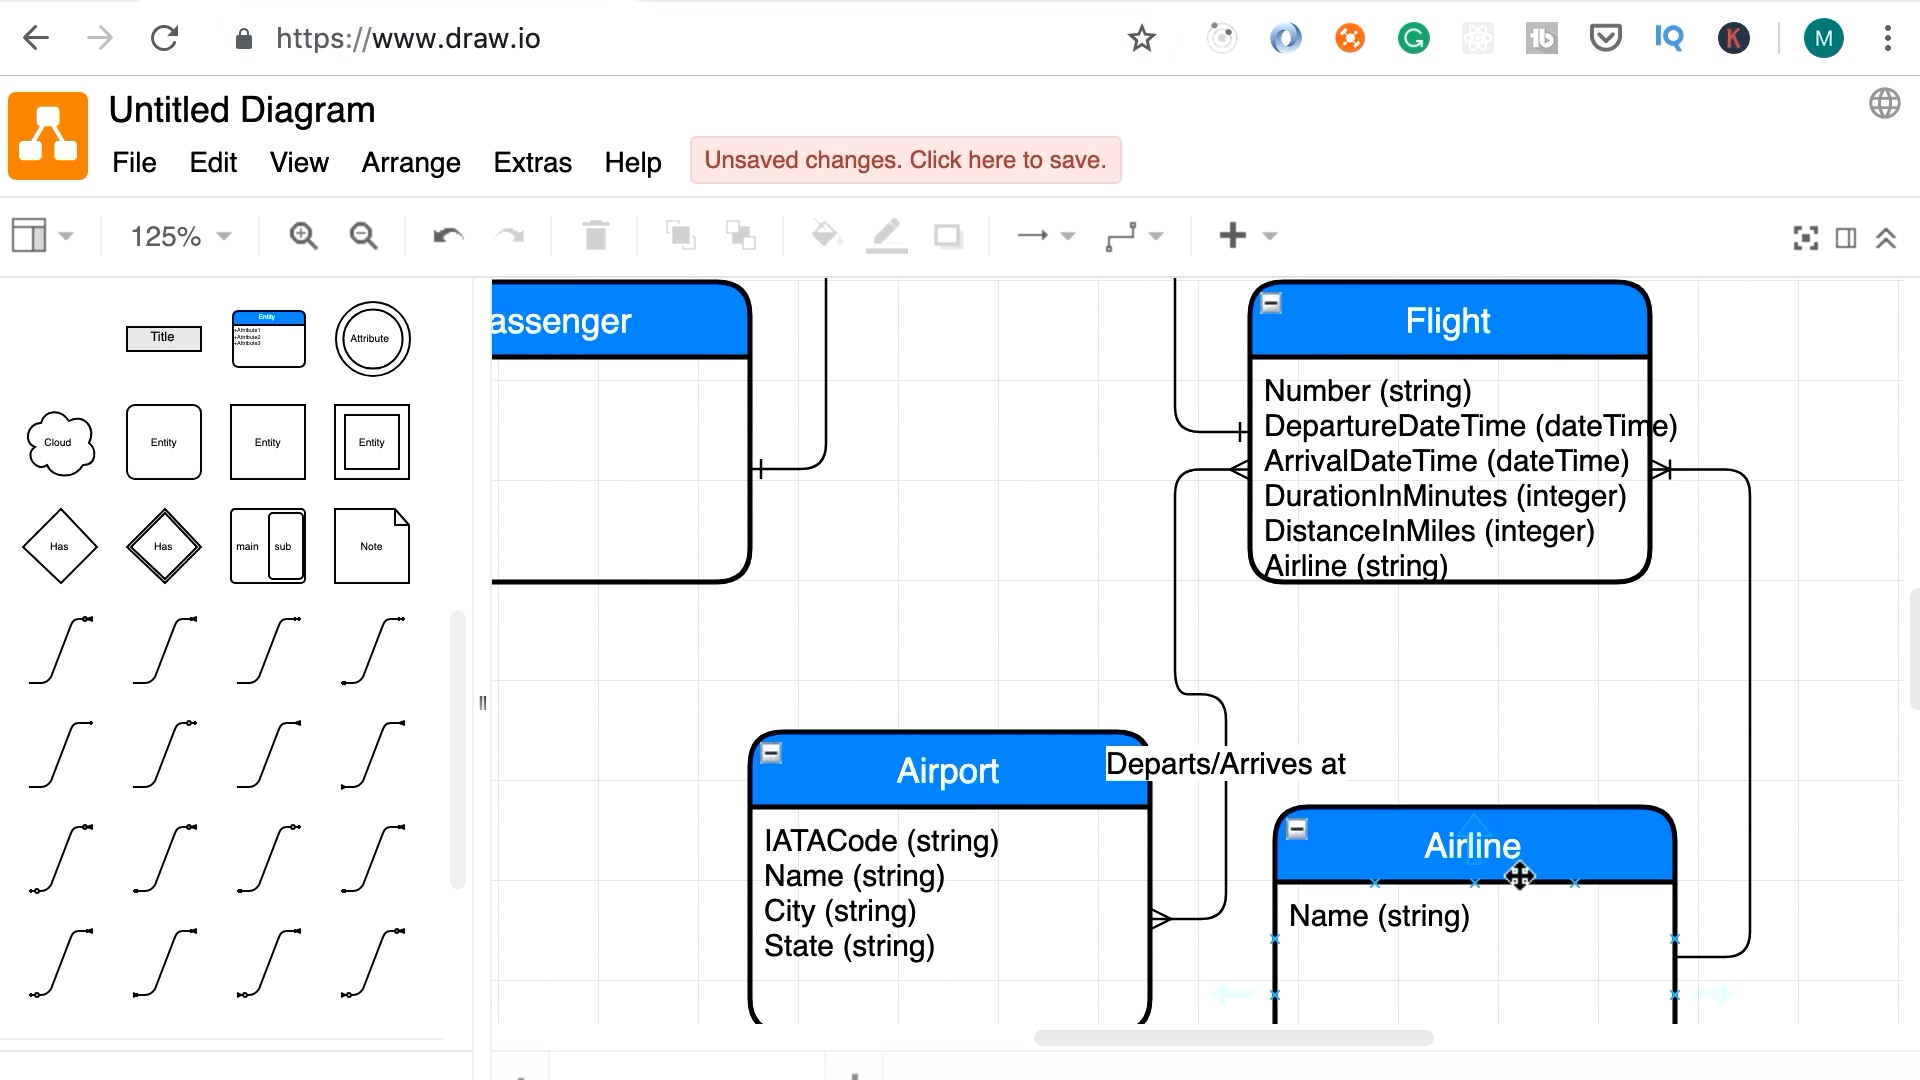 https://www.draw.io
M
Untitled Diagram
File Edit View Arrange Extras Help
Unsaved changes. Click here to save.
125%
Title
Entity
+Attribute1
+Attribute2
+Attribute3
Attribute
Cloud
Entity
Entity
Entity
Has
Has
main
sub
Note
assenger
Flight
Number (string)
DepartureDateTime (dateTime)
ArrivalDateTime (dateTime)
DurationInMinutes (integer)
DistanceInMiles (integer)
Airline (string)
Airport
Departs/Arrives at
IATACode (string)
Name (string)
City (string)
State (string)
Airline
Name (string)
G
tb
IQ
K